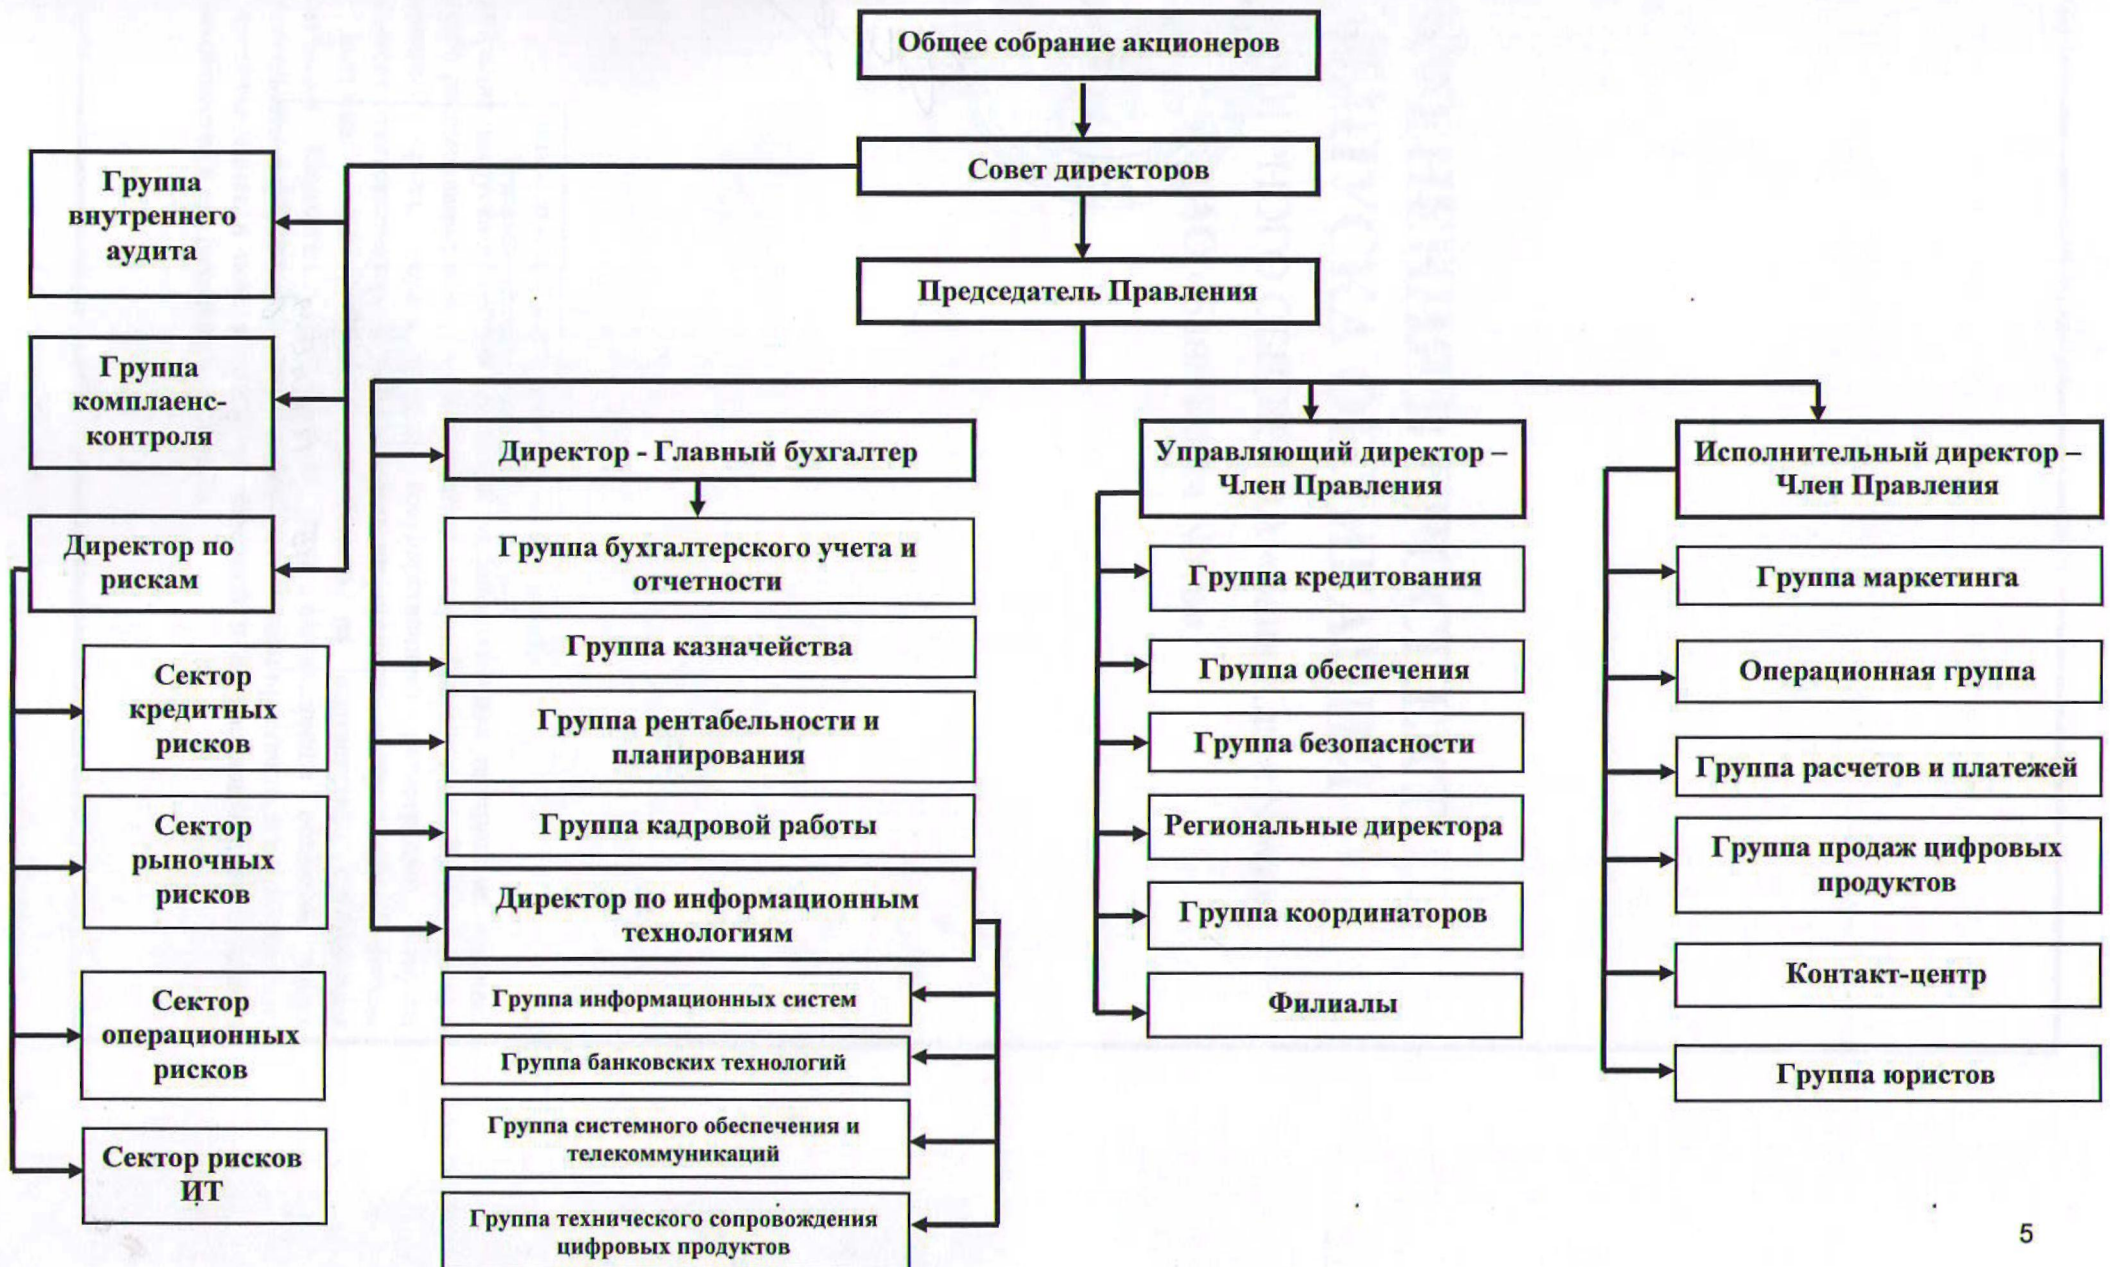 Общее собрание акционеров
Совет директоров
Председатель Правления
Группа
внутреннего
аудита
Группа
комплаенс-
контроля
Директор по
рискам
Сектор
кредитных
рисков
Сектор
рыночных
рисков
Сектор
операционных
рисков
Сектор рисков
ИТ
Директор - Главный бухгалтер
Группа бухгалтерского учета и
отчетности
Группа казначейства
Группа рентабельности и
планирования
Группа кадровой работы
Директор по информационным
технологиям
Группа информационных систем
Группа банковских технологий
Группа системного обеспечения и
телекоммуникаций
Группа технического сопровождения
цифровых продуктов
Управляющий директор –
Член Правления
Группа кредитования
Группа обеспечения
Группа безопасности
Региональные директора
Группа координаторов
Филиалы
Исполнительный директор –
Член Правления
Группа маркетинга
Операционная группа
Группа расчетов и платежей
Группа продаж цифровых
продуктов
Контакт-центр
Группа юристов
5